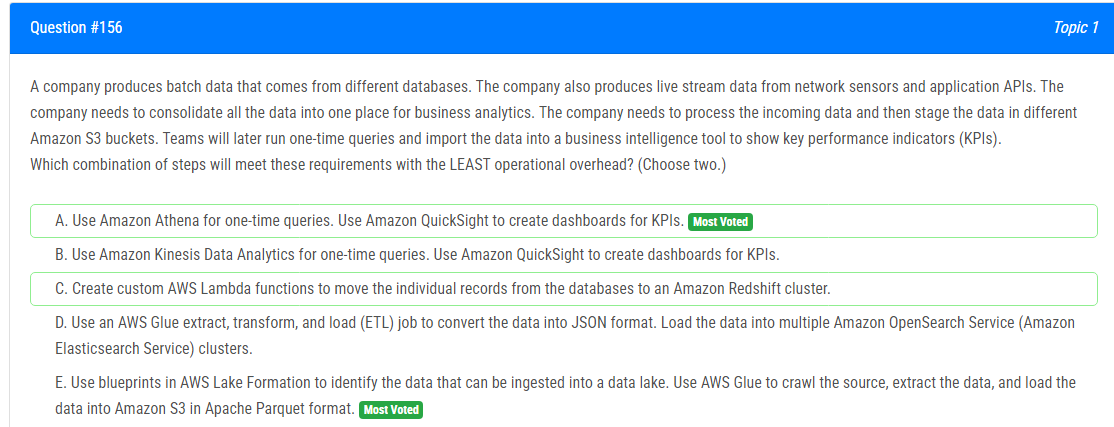 Question #156
Topic 1
A company produces batch data that comes from different databases. The company also produces live stream data from network sensors and application APIs. The
company needs to consolidate all the data into one place for business analytics. The company needs to process the incoming data and then stage the data in different
Amazon S3 buckets. Teams will later run one-time queries and import the data into a business intelligence tool to show key performance indicators (KPIs).
Which combination of steps will meet these requirements with the LEAST operational overhead? (Choose two.)
A. Use Amazon Athena for one-time queries. Use Amazon QuickSight to create dashboards for KPIs. Most Voted
B. Use Amazon Kinesis Data Analytics for one-time queries. Use Amazon QuickSight to create dashboards for KPIs.
C. Create custom AWS Lambda functions to move the individual records from the databases to an Amazon Redshift cluster.
D. Use an AWS Glue extract, transform, and load (ETL) job to convert the data into JSON format. Load the data into multiple Amazon OpenSearch Service (Amazon
Elasticsearch Service) clusters.
E. Use blueprints in AWS Lake Formation to identify the data that can be ingested into a data lake. Use AWS Glue to crawl the source, extract the data, and load the
data into Amazon S3 in Apache Parquet format. Most Voted